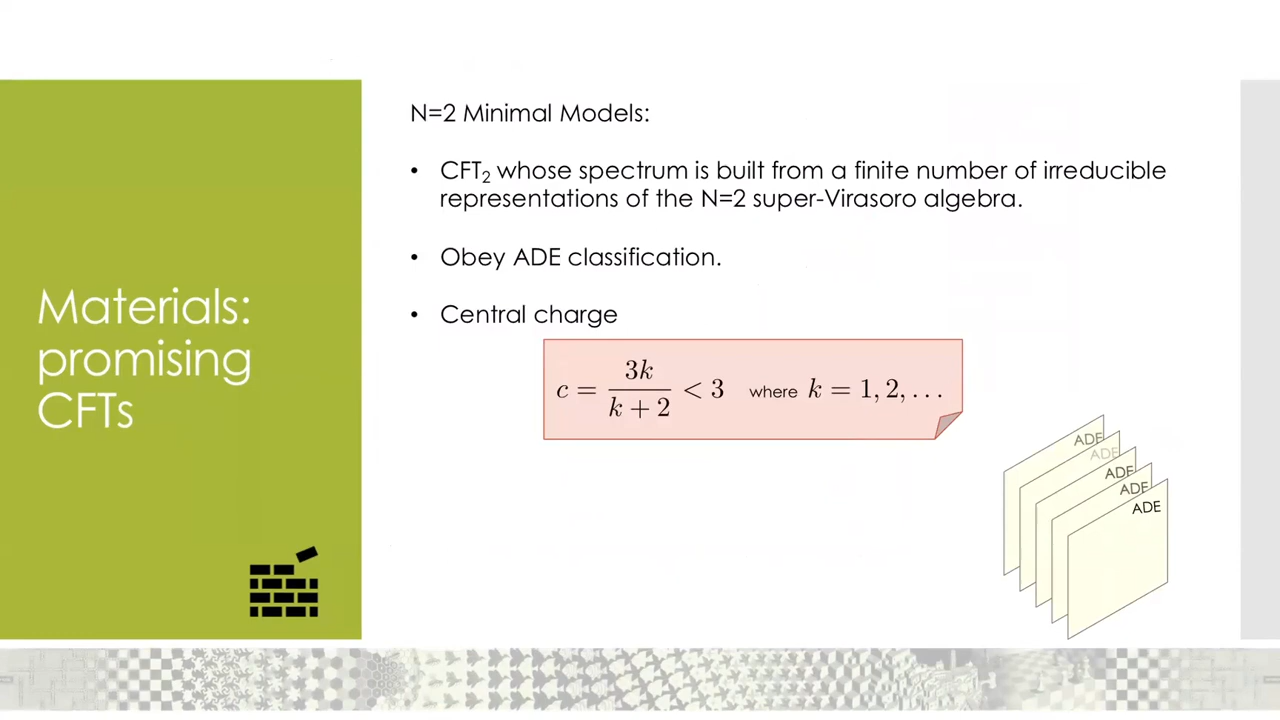 Materials:
promising
CFTs
N=2 Minimal Models:
• CFT₂ whose spectrum is built from a finite number of irreducible
representations of the N=2 super-Virasoro algebra.
• Obey ADE classification.
• Central charge
c = 3k / (k + 2) < 3 where k = 1, 2, . . .
ADE
ADE
ADE
ADE
ADE